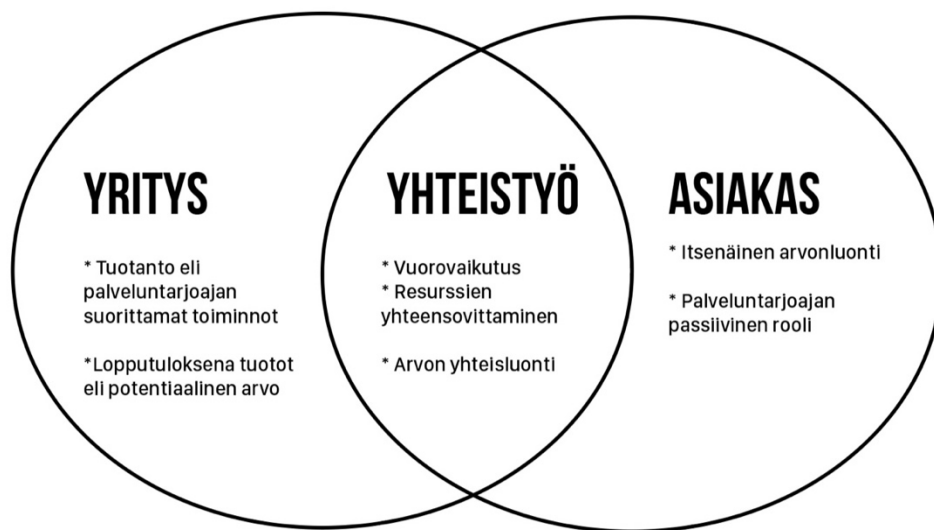 YRITYS
* Tuotanto eli
palveluntarjoajan
suorittamat toiminnot
*Lopputuloksena tuotot
eli potentiaalinen arvo
YHTEISTYÖ
* Vuorovaikutus
* Resurssien
yhteensovittaminen
* Arvon yhteisluonti
ASIAKAS
* Itsenäinen arvonluonti
* Palveluntarjoajan
passiivinen rooli